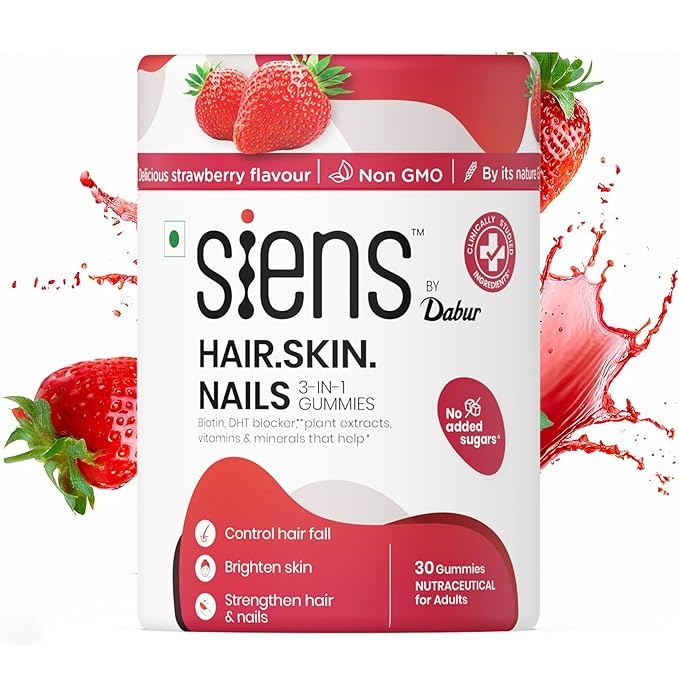 Delicious strawberry flavour | Non GMO | By its nature
siens™
BY Dabur
CLINICALLY STUDIED INGREDIENTS
HAIR.SKIN.
NAILS 3-IN-1
GUMMIES
Biotin, DHT blocker,** plant extracts,
vitamins & minerals that help*
No
added
sugars^
Control hair fall
Brighten skin
Strengthen hair
& nails
30 Gummies
NUTRACEUTICAL
for Adults